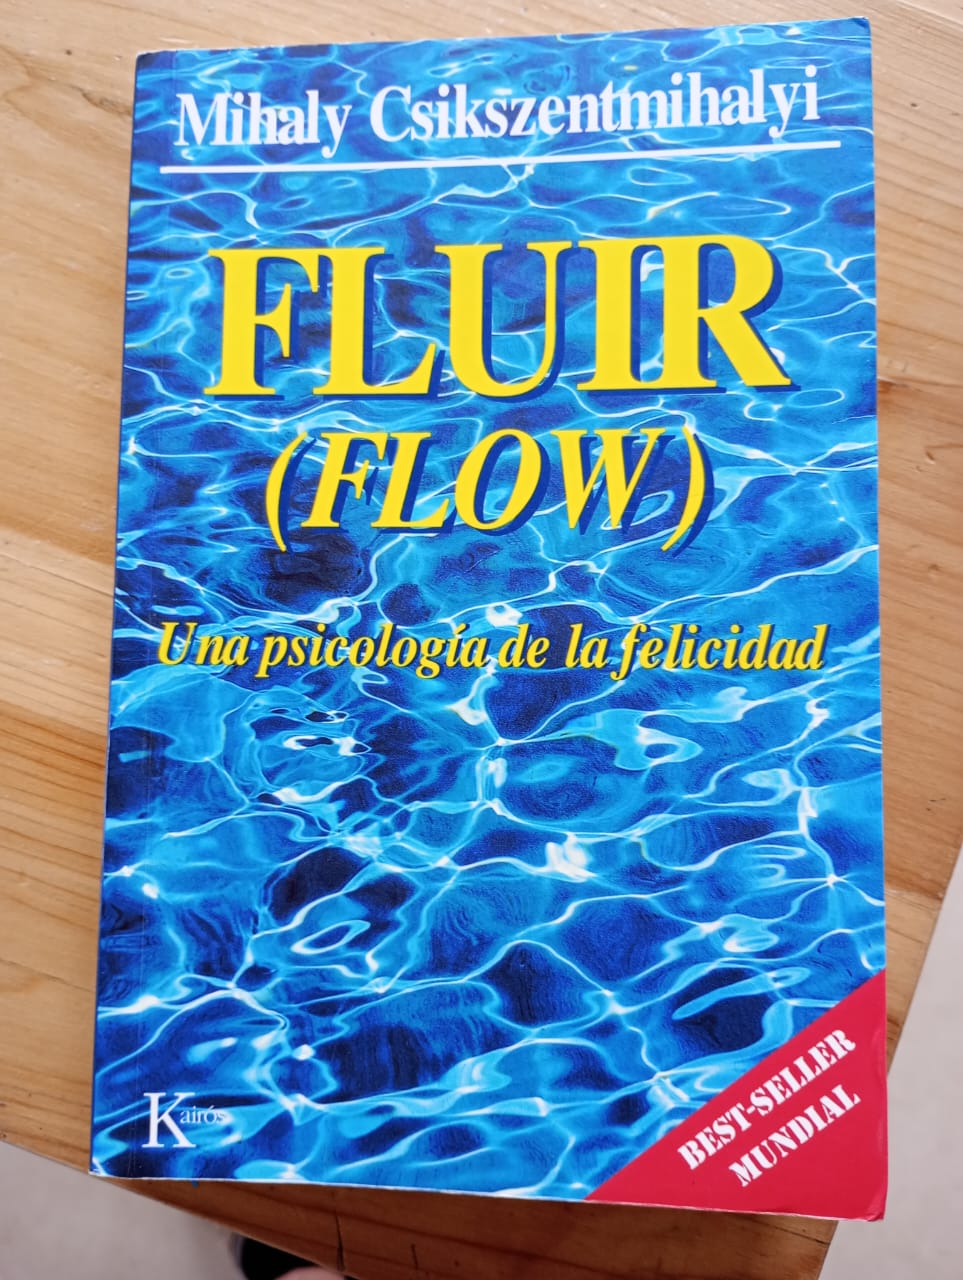 Mihaly Csikszentmihalyi
FLUIR
(FLOW)
Una psicología de la felicidad
Kairós
BEST-SELLER
MUNDIAL